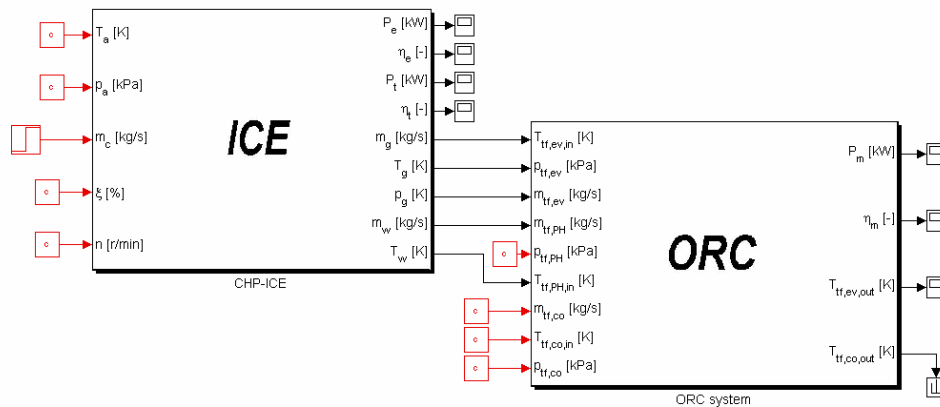 T_a [K]
p_a [kPa]
m_c [kg/s]
ξ [%]
n [r/min]
ICE
P_e [kW]
η_e [-]
P_t [kW]
η_t [-]
m_g [kg/s]
T_g [K]
p_g [K]
m_w [kg/s]
T_w [K]
CHP-ICE
c
c
c
c
T_tf,ev,in [K]
p_tf,ev [kPa]
m_tf,ev [kg/s]
m_tf,PH [kg/s]
p_tf,PH [kPa]
T_tf,PH,in [K]
m_tf,co [kg/s]
T_tf,co,in [K]
p_tf,co [kPa]
ORC
P_m [kW]
η_m [-]
T_tf,ev,out [K]
T_tf,co,out [K]
ORC system
c
c
c
c